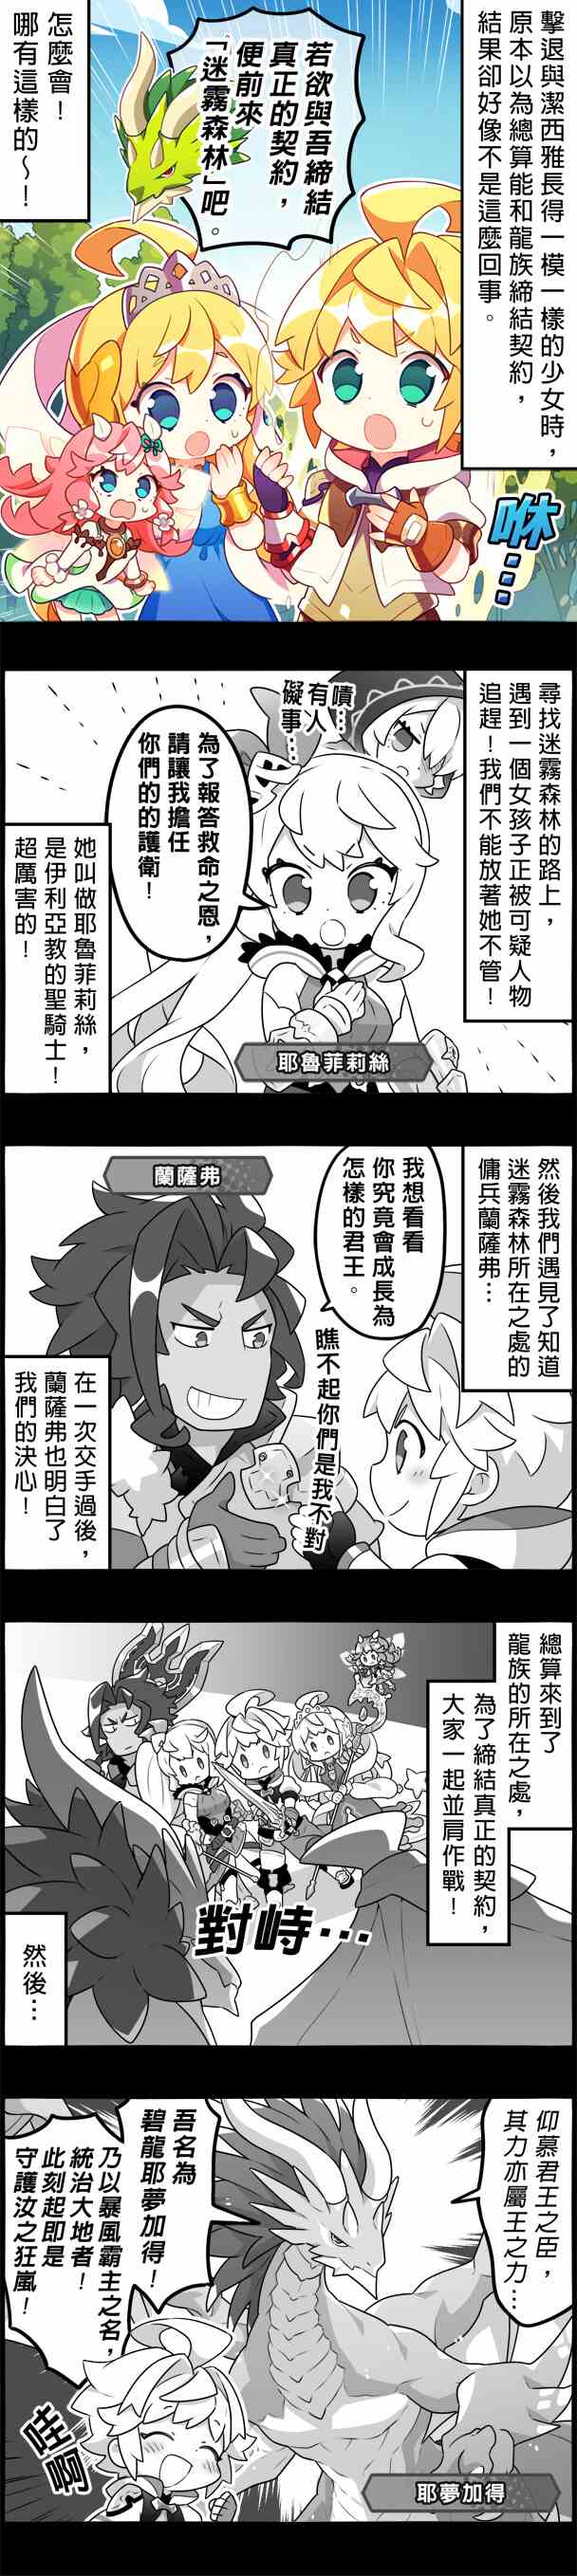 擊退與潔西雅長得一模一樣的少女時，
原本以為總算能和龍族締結契約，
結果卻好像不是這麼回事。
若欲與吾締結
真正的契約，
便前來
「迷霧森林」吧。
怎麼會！
哪有這樣的～！
咻…
尋找迷霧森林的路上，
遇到一個女孩子正被可疑人物
追趕！我們不能放著她不管！
嘖…
有人
礙事…
為了報答救命之恩，
請讓我擔任
你們的的護衛！
她叫做耶魯菲莉絲，
是伊利亞教的聖騎士！
超厲害的！
耶魯菲莉絲
然後我們遇見了知道
迷霧森林所在之處的
傭兵蘭薩弗…
蘭薩弗
我想看看
你究竟會成長為
怎樣的君王。
瞧不起你們是我不對
在一次交手過後，
蘭薩弗也明白了
我們的決心！
總算來到了
龍族的所在之處，
為了締結真正的契約，
大家一起並肩作戰！
對峙…
然後…
仰慕君王之臣，
其力亦屬王之力…
吾名為
碧龍耶夢加得！
乃以暴風霸主之名，
統治大地者！
此刻起即是
守護汝之狂嵐！
哇啊
耶夢加得